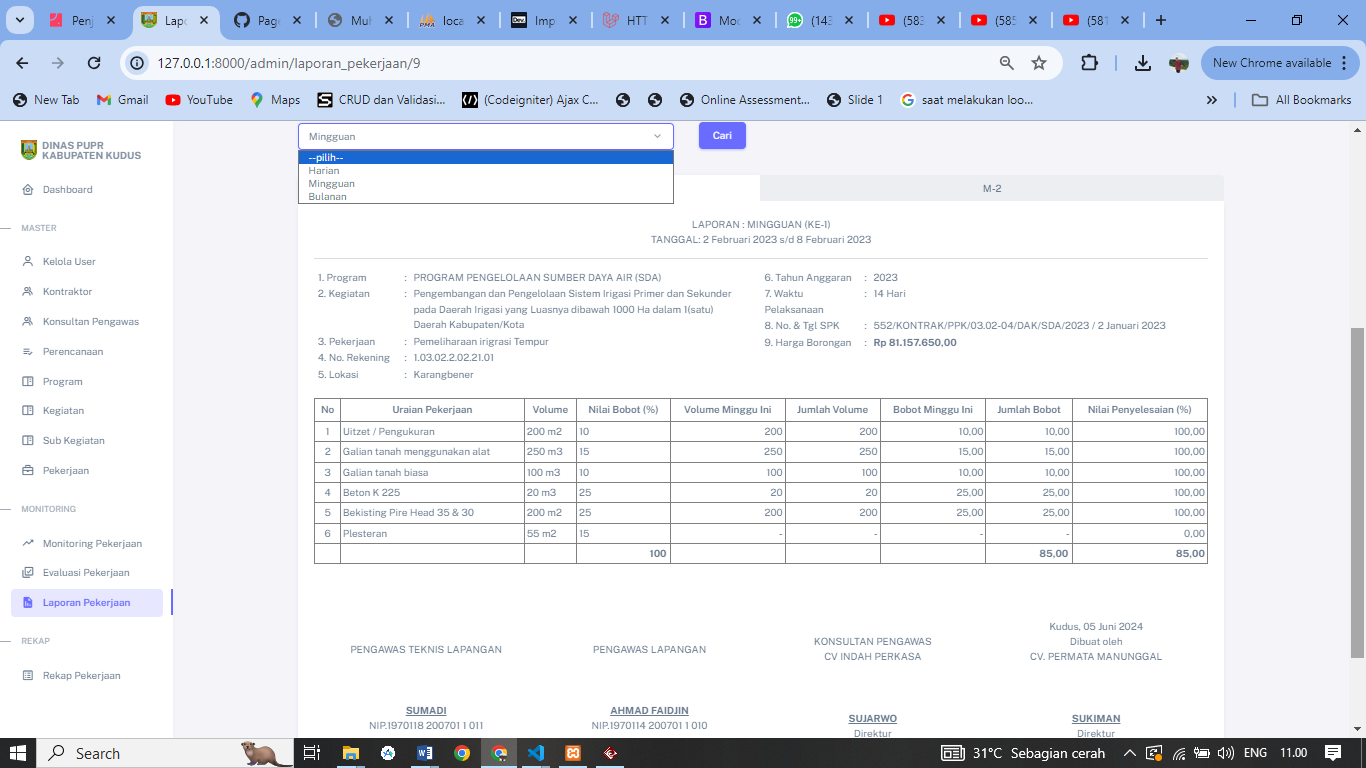 Penj
Lapo
Page
Muh
loca
Imp
HTT
Moc
(143
(583
(585
(581
127.0.0.1:8000/admin/laporan_pekerjaan/9
New Chrome available
New Tab
Gmail
YouTube
Maps
CRUD dan Validasi...
(Codeigniter) Ajax C...
Online Assessment...
Slide 1
saat melakukan loo...
All Bookmarks
DINAS PUPR
KABUPATEN KUDUS
Dashboard
MASTER
Kelola User
Kontraktor
Konsultan Pengawas
Perencanaan
Program
Kegiatan
Sub Kegiatan
Pekerjaan
MONITORING
Monitoring Pekerjaan
Evaluasi Pekerjaan
Laporan Pekerjaan
REKAP
Rekap Pekerjaan
Mingguan
Cari
--pilih--
Harian
Mingguan
Bulanan
M-2
LAPORAN : MINGGUAN (KE-1)
TANGGAL: 2 Februari 2023 s/d 8 Februari 2023
1. Program : PROGRAM PENGELOLAAN SUMBER DAYA AIR (SDA)
2. Kegiatan : Pengembangan dan Pengelolaan Sistem Irigasi Primer dan Sekunder
pada Daerah Irigasi yang Luasnya dibawah 1000 Ha dalam 1(satu)
Daerah Kabupaten/Kota
3. Pekerjaan : Pemeliharaan irigrasi Tempur
4. No. Rekening : 1.03.02.2.02.21.01
5. Lokasi : Karangbener
6. Tahun Anggaran : 2023
7. Waktu : 14 Hari
Pelaksanaan
8. No. & Tgl SPK : 552/KONTRAK/PPK/03.02-04/DAK/SDA/2023 / 2 Januari 2023
9. Harga Borongan : Rp 81.157.650,00
No Uraian Pekerjaan Volume Nilai Bobot (%) Volume Minggu Ini Jumlah Volume Bobot Minggu Ini Jumlah Bobot Nilai Penyelesaian (%)
1 Uitzet / Pengukuran 200 m2 10 200 200 10,00 10,00 100,00
2 Galian tanah menggunakan alat 250 m3 15 250 250 15,00 15,00 100,00
3 Galian tanah biasa 100 m3 10 100 100 10,00 10,00 100,00
4 Beton K 225 20 m3 25 20 20 25,00 25,00 100,00
5 Bekisting Pire Head 35 & 30 200 m2 25 200 200 25,00 25,00 100,00
6 Plesteran 55 m2 15 - - - - 0,00
100 85,00 85,00
PENGAWAS TEKNIS LAPANGAN
SUMADI
NIP.1970118 200701 1 011
PENGAWAS LAPANGAN
AHMAD FAIDJIN
NIP.1970114 200701 1 010
KONSULTAN PENGAWAS
CV INDAH PERKASA
SUJARWO
Direktur
Kudus, 05 Juni 2024
Dibuat oleh
CV. PERMATA MANUNGGAL
SUKIMAN
Direktur
Search
31°C Sebagian cerah
ENG
11.00